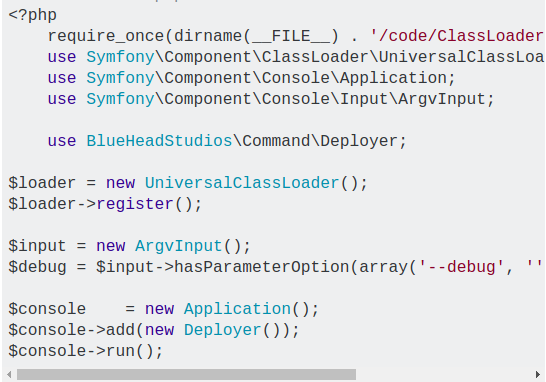 <?php
    require_once(dirname(__FILE__) . '/code/ClassLoader
    use Symfony\Component\ClassLoader\UniversalClassLoa
    use Symfony\Component\Console\Application;
    use Symfony\Component\Console\Input\ArgvInput;

    use BlueHeadStudios\Command\Deployer;

$loader = new UniversalClassLoader();
$loader->register();

$input = new ArgvInput();
$debug = $input->hasParameterOption(array('--debug', ''

$console    = new Application();
$console->add(new Deployer());
$console->run();